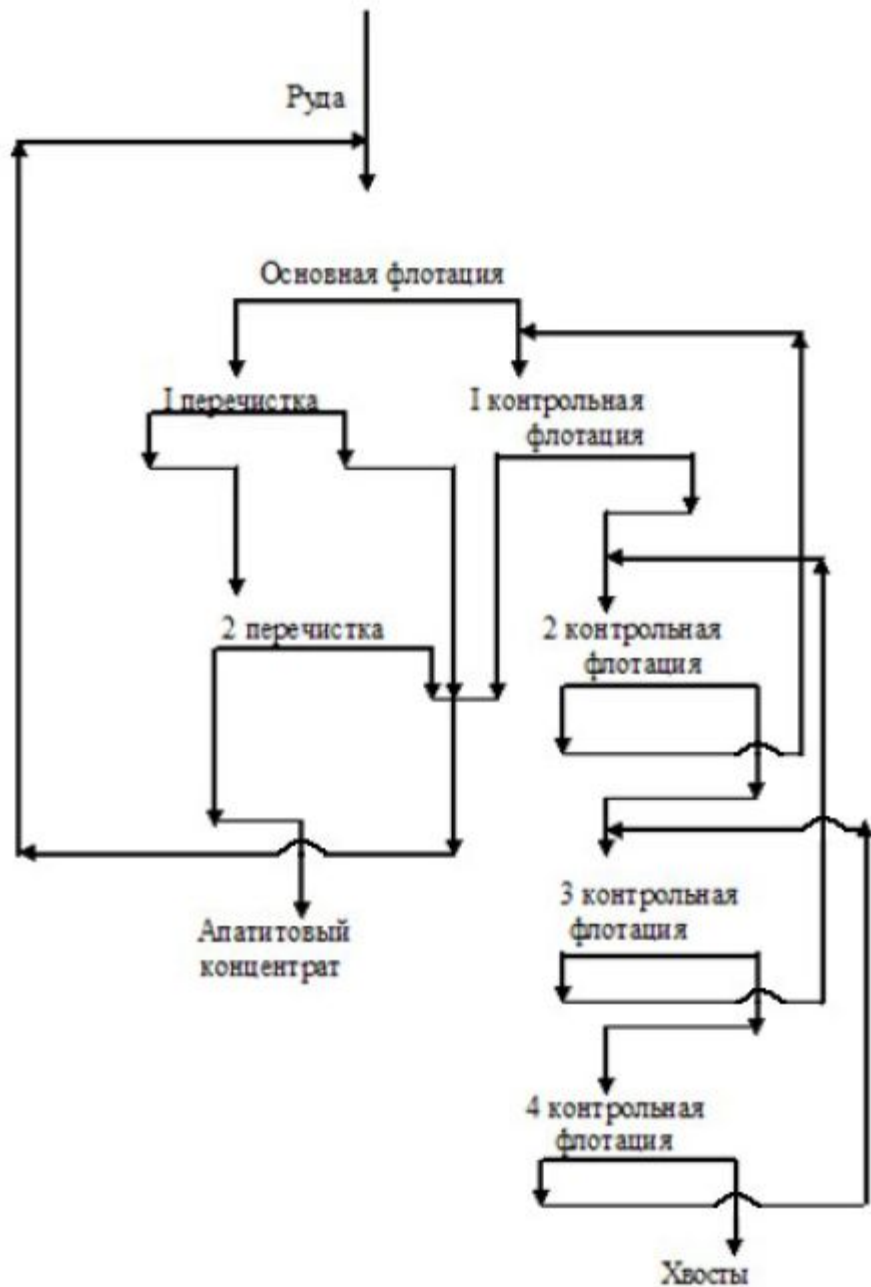 Руда
Основная флотация
I перечистка
I контрольная
флотация
2 перечистка
2 контрольная
флотация
3 контрольная
флотация
Апатитовый
концентрат
4 контрольная
флотация
Хвосты